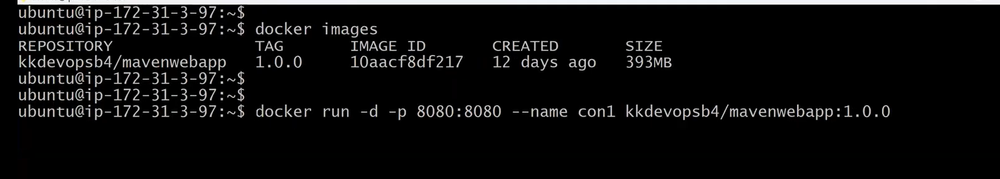 ubuntu@ip-172-31-3-97:~$
ubuntu@ip-172-31-3-97:~$ docker images
REPOSITORY TAG IMAGE ID CREATED SIZE
kkdevopsb4/mavenwebapp 1.0.0 10aacf8df217 12 days ago 393MB
ubuntu@ip-172-31-3-97:~$
ubuntu@ip-172-31-3-97:~$
ubuntu@ip-172-31-3-97:~$ docker run -d -p 8080:8080 --name con1 kkdevopsb4/mavenwebapp:1.0.0